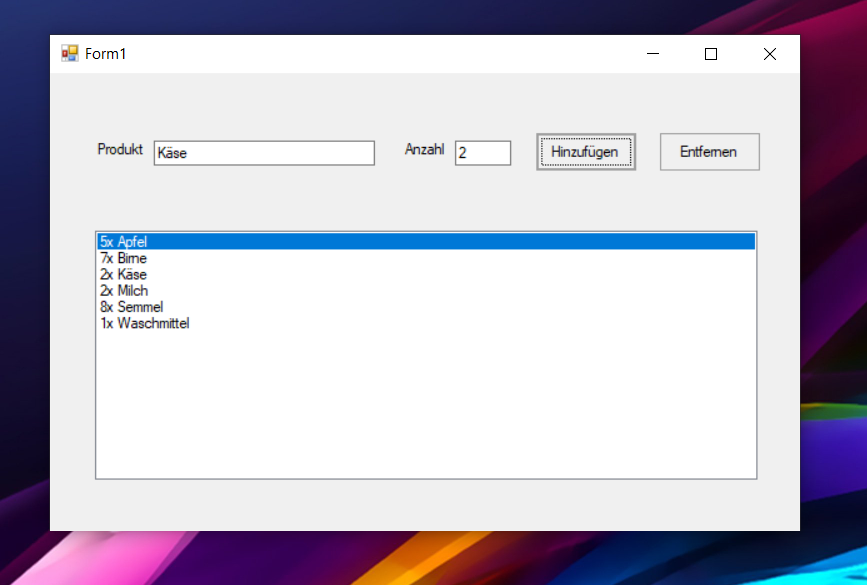 Form1
Produkt Käse Anzahl 2 Hinzufügen Entfernen
5x Apfel
7x Birne
2x Käse
2x Milch
8x Semmel
1x Waschmittel